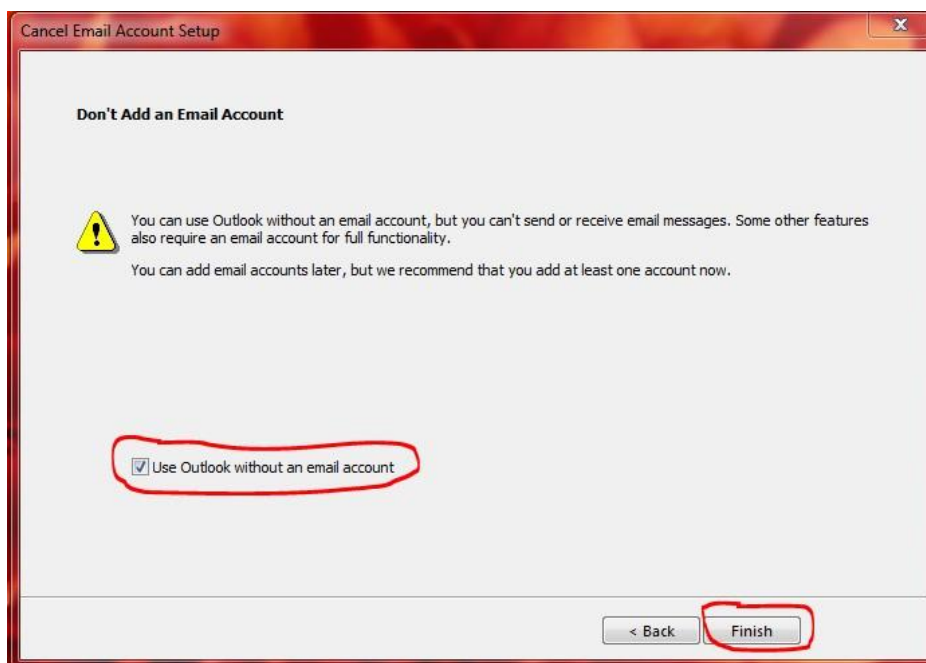 Cancel Email Account Setup
Don't Add an Email Account
You can use Outlook without an email account, but you can't send or receive email messages. Some other features
also require an email account for full functionality.
You can add email accounts later, but we recommend that you add at least one account now.
Use Outlook without an email account
< Back Finish